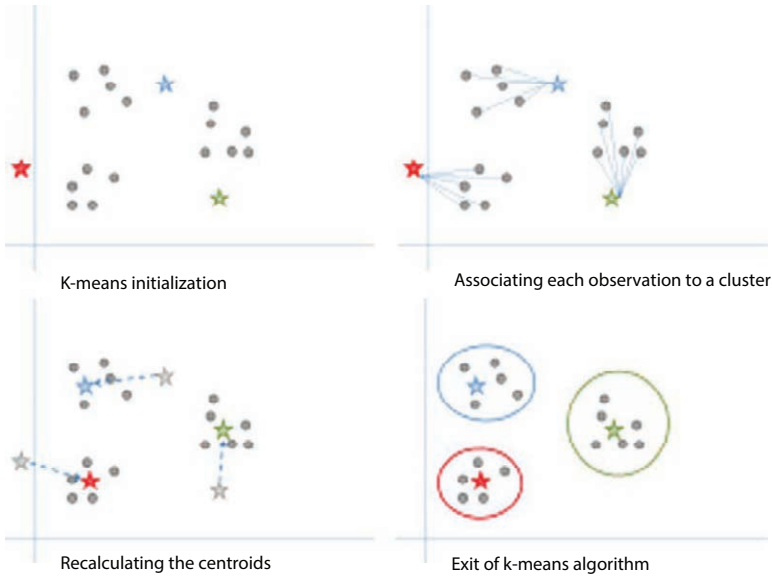 K-means initialization
Associating each observation to a cluster
Recalculating the centroids
Exit of k-means algorithm